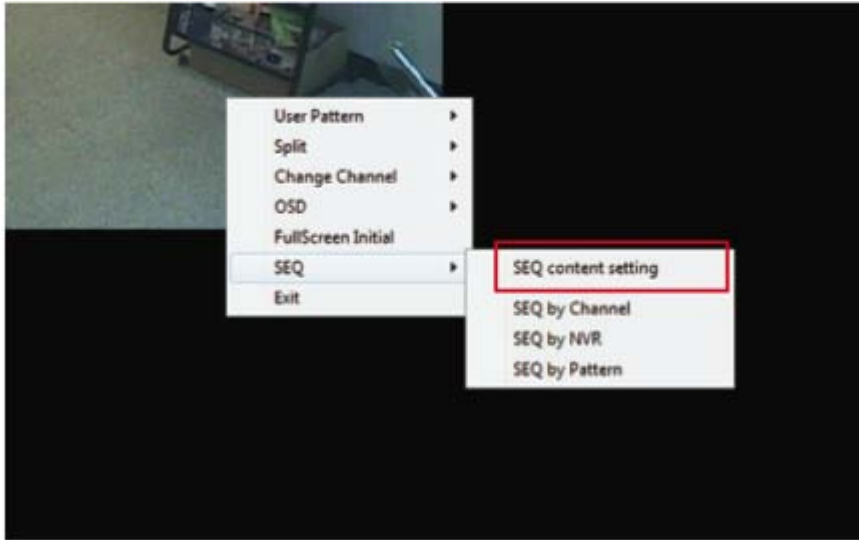 User Pattern
Split
Change Channel
OSD
FullScreen Initial
SEQ
Exit
SEQ content setting
SEQ by Channel
SEQ by NVR
SEQ by Pattern